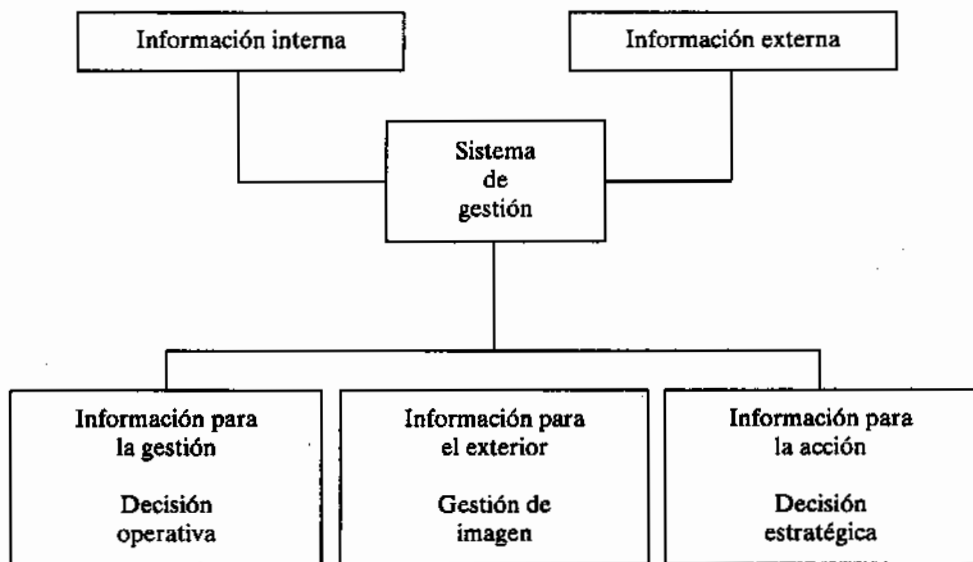 Información interna
Información externa
Sistema
de
gestión
Información para
la gestión
Decisión
operativa
Información para
el exterior
Gestión de
imagen
Información para
la acción
Decisión
estratégica